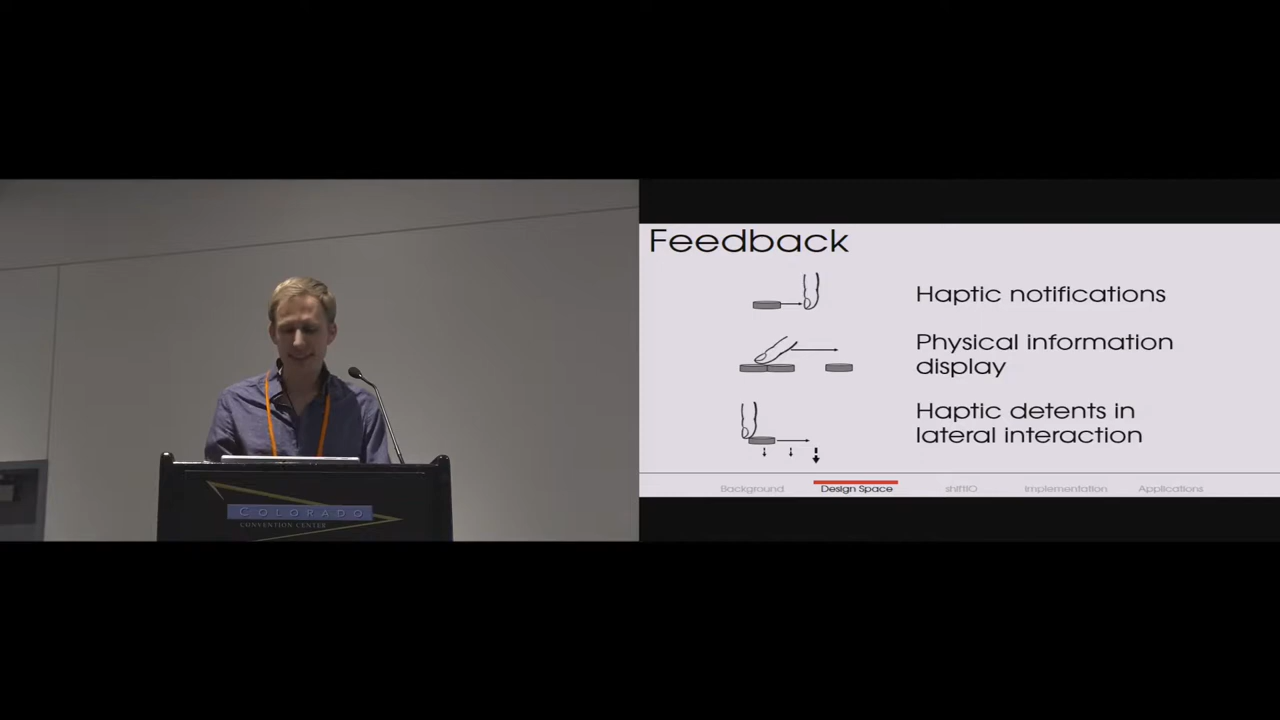 COLORADO
CONVENTION CENTER
Feedback
Haptic notifications
Physical information
display
Haptic detents in
lateral interaction
Background
Design Space
shiftIO
Implementation
Applications